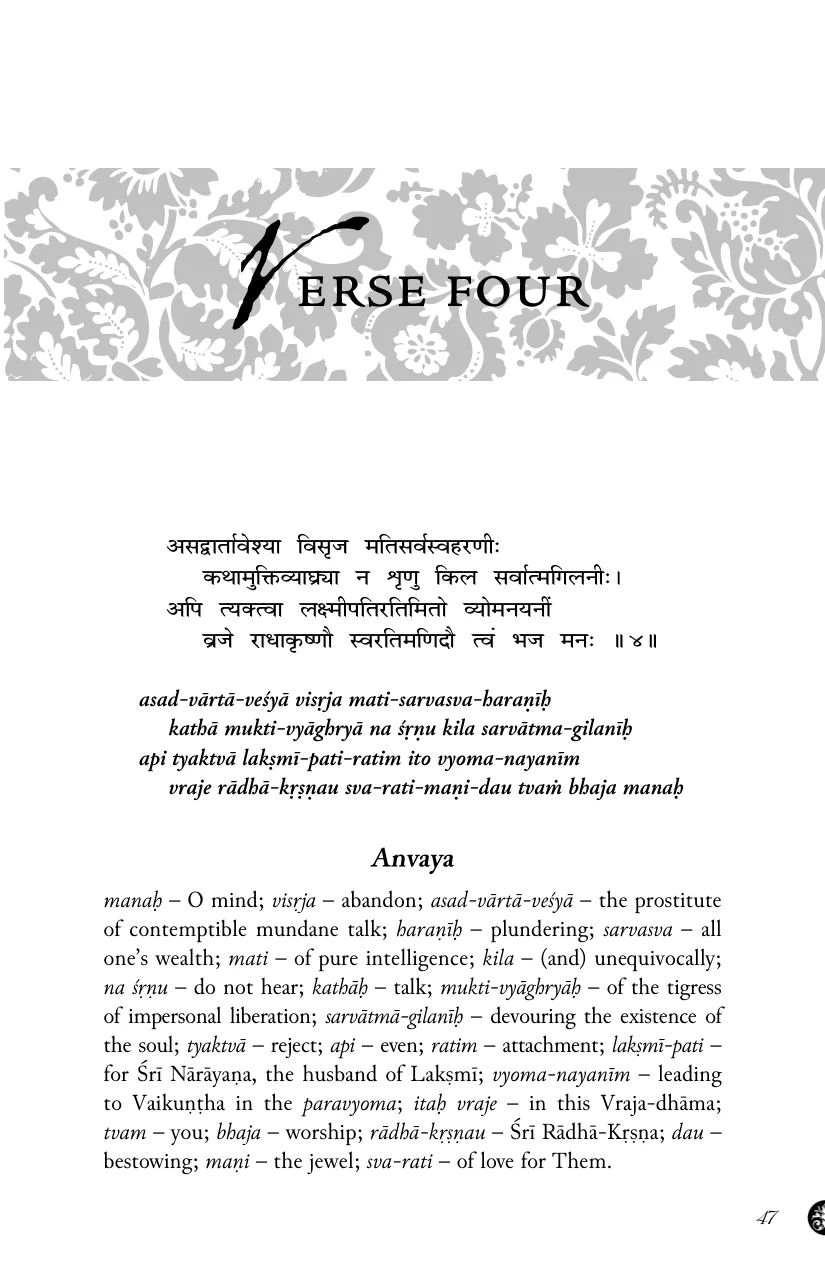 VERSE FOUR
असद्वार्तावेश्या विसृज मतिसर्वस्वहरणीः
कथामुक्तिव्याघ्र्या न शृणु किल सर्वात्मगिलनीः।
अपि त्यक्त्वा लक्ष्मीपतिरतिमितो व्योमनयनीं
व्रजे राधाकृष्णौ स्वरतिमणिदौ त्वं भज मनः ॥४॥
asad-vārtā-veśyā visṛja mati-sarvasva-haraṇīḥ
kathā mukti-vyāghryā na śṛṇu kila sarvātma-gilanīḥ
api tyaktvā lakṣmī-pati-ratim ito vyoma-nayanīm
vraje rādhā-kṛṣṇau sva-rati-maṇi-dau tvaṁ bhaja manaḥ
Anvaya
manaḥ – O mind; visṛja – abandon; asad-vārtā-veśyā – the prostitute
of contemptible mundane talk; haraṇīḥ – plundering; sarvasva – all
one’s wealth; mati – of pure intelligence; kila – (and) unequivocally;
na śṛṇu – do not hear; kathāḥ – talk; mukti-vyāghryāḥ – of the tigress
of impersonal liberation; sarvātmā-gilanīḥ – devouring the existence of
the soul; tyaktvā – reject; api – even; ratim – attachment; lakṣmī-pati –
for Śrī Nārāyaṇa, the husband of Lakṣmī; vyoma-nayanīm – leading
to Vaikuṇṭha in the paravyoma; itaḥ vraje – in this Vraja-dhāma;
tvam – you; bhaja – worship; rādhā-kṛṣṇau – Śrī Rādhā-Kṛṣṇa; dau –
bestowing; maṇi – the jewel; sva-rati – of love for Them.
47